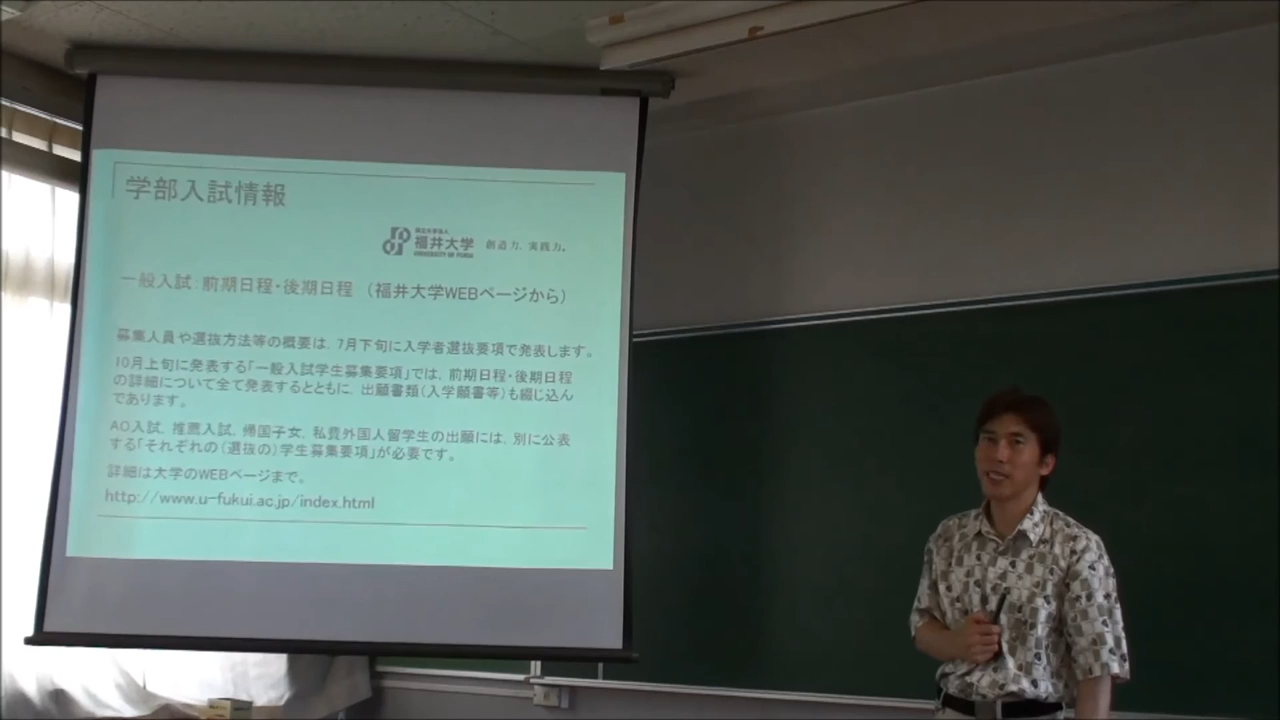 学部入試情報
国立大学法人
福井大学 創造力、実践力。
UNIVERSITY OF FUKUI
一般入試:前期日程・後期日程 (福井大学WEBページから)
募集人員や選抜方法等の概要は、7月下旬に入学者選抜要項で発表します。
10月上旬に発表する「一般入試学生募集要項」では、前期日程・後期日程
の詳細について全て発表するとともに、出願書類(入学願書等)も綴じ込ん
であります。
AO入試、推薦入試、帰国子女、私費外国人留学生の出願には、別に公表
する「それぞれの(選抜の)学生募集要項」が必要です。
詳細は大学のWEBページまで。
http://www.u-fukui.ac.jp/index.html